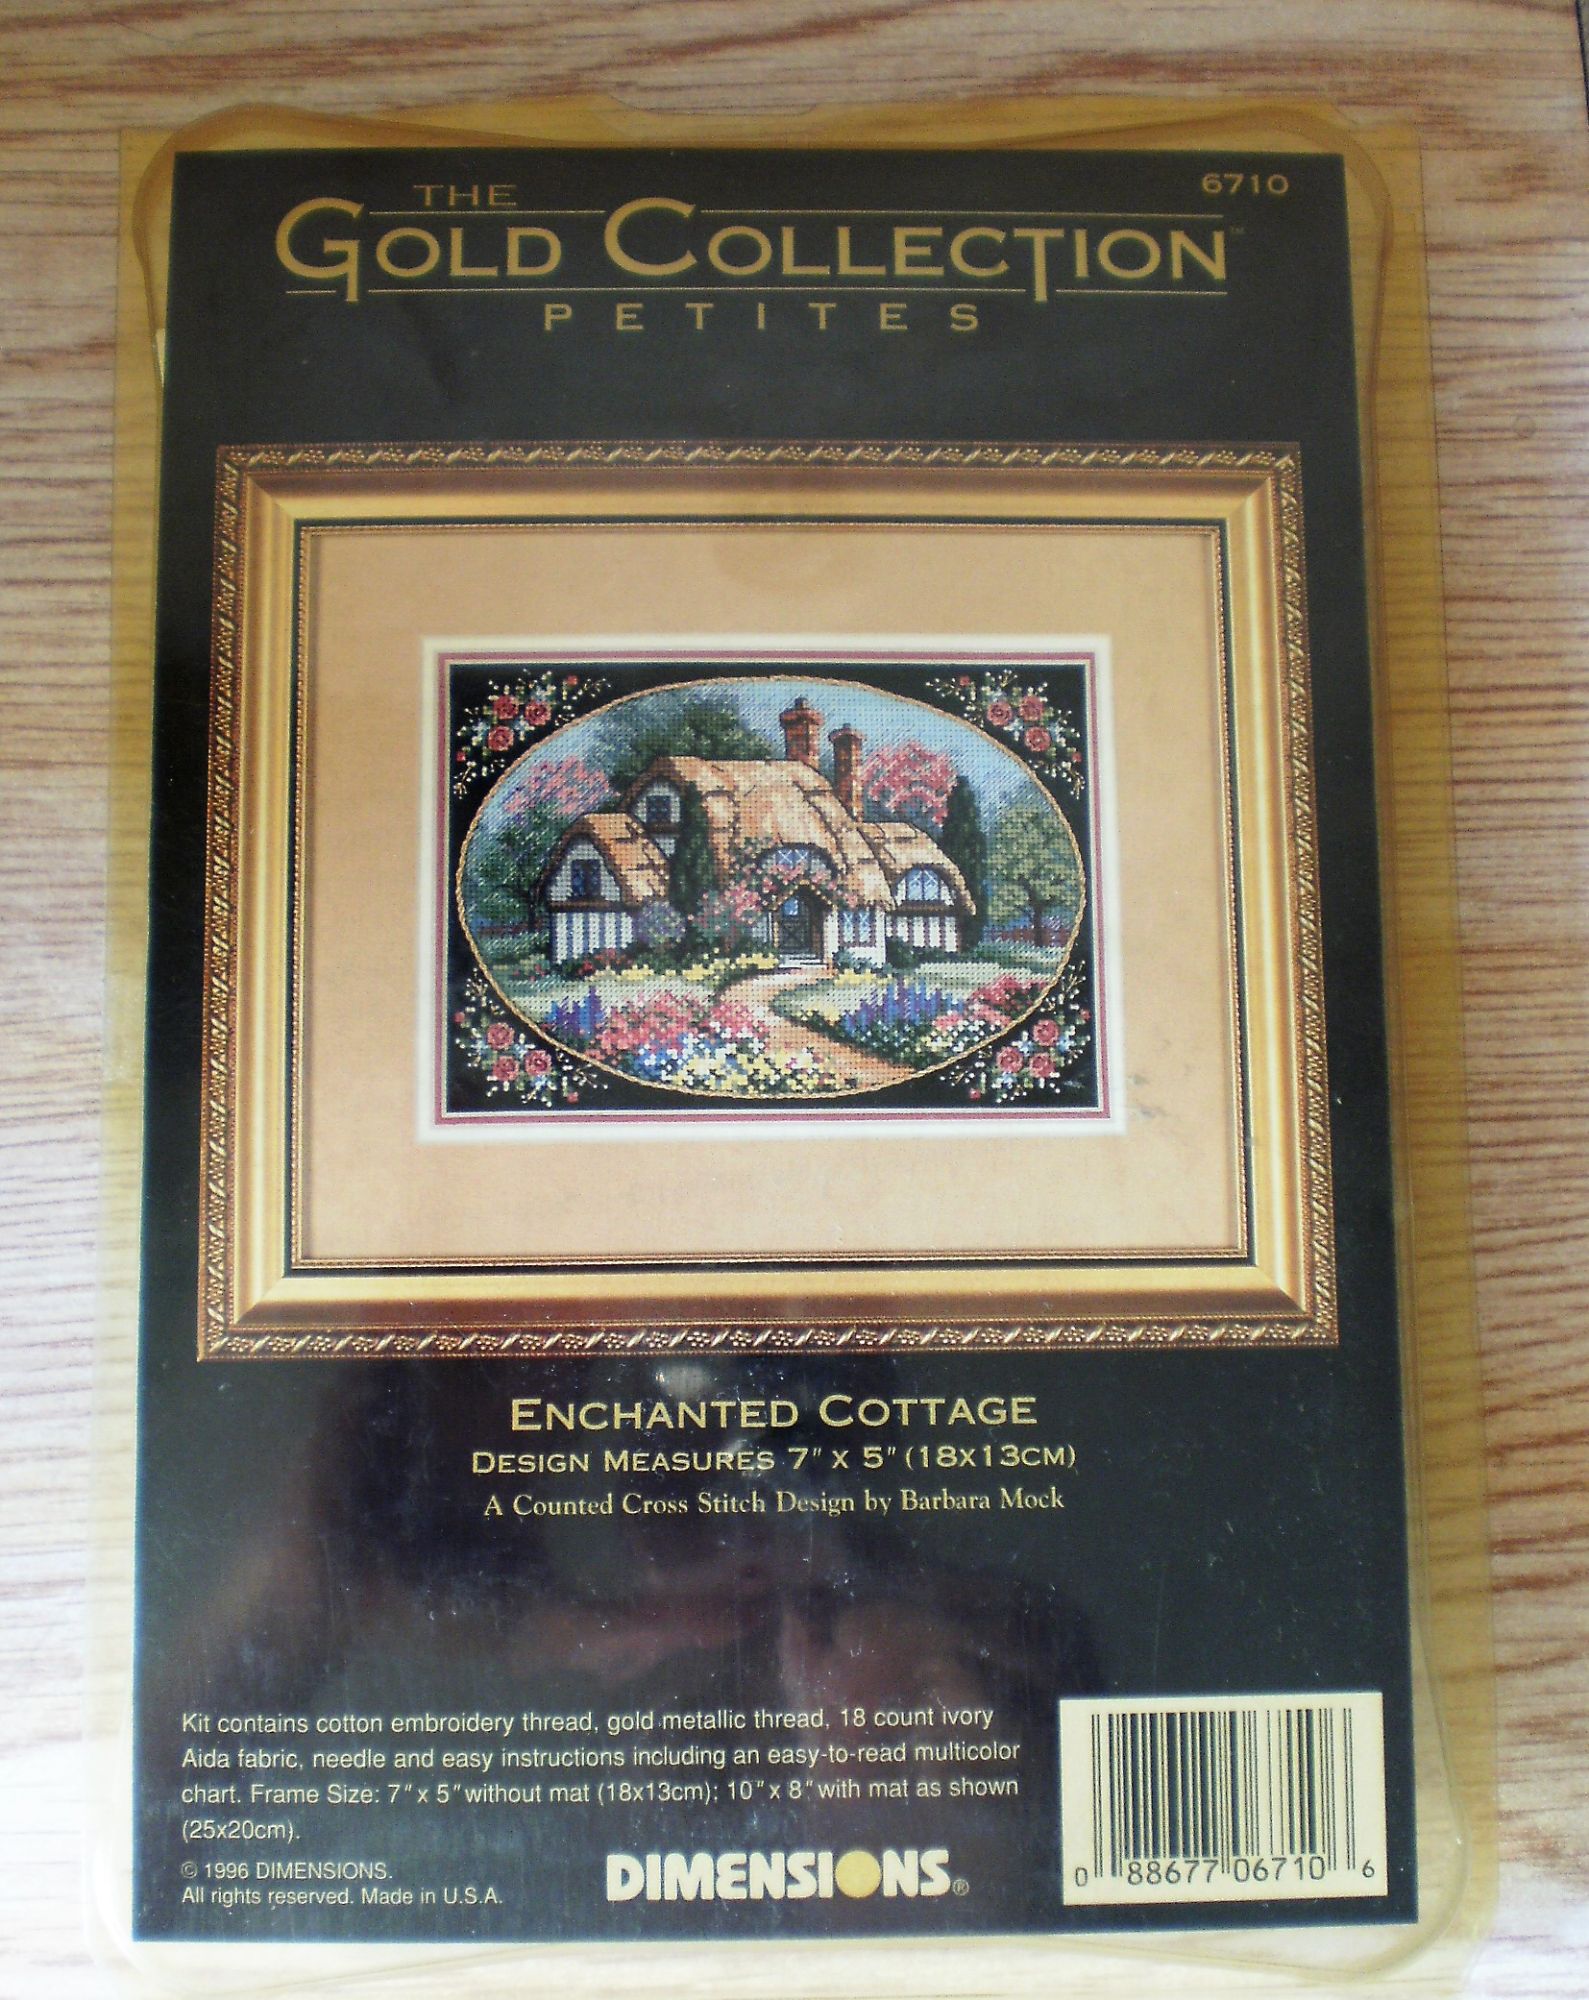 6710
THE
GOLD COLLECTION™
PETITES
ENCHANTED COTTAGE
DESIGN MEASURES 7" X 5" (18X13CM)
A Counted Cross Stitch Design by Barbara Mock
Kit contains cotton embroidery thread, gold metallic thread, 18 count ivory
Aida fabric, needle and easy instructions including an easy-to-read multicolor
chart. Frame Size: 7" x 5" without mat (18x13cm); 10" x 8" with mat as shown
(25x20cm).
© 1996 DIMENSIONS.
All rights reserved. Made in U.S.A.
DIMENSIONS®
0 88677 06710 6